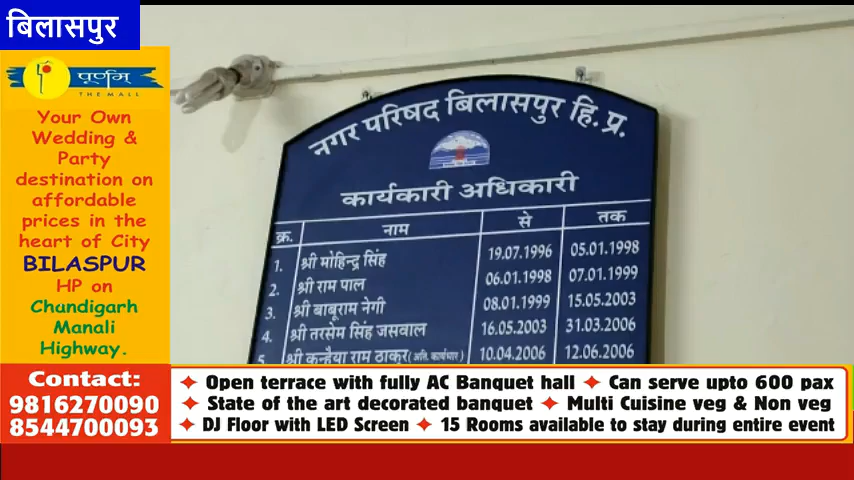 बिलासपुर
पूर्णम्
THE MALL
Your Own
Wedding &
Party
destination on
affordable
prices in the
heart of City
BILASPUR
HP on
Chandigarh
Manali
Highway.
नगर परिषद बिलासपुर हि.प्र.
कार्यकारी अधिकारी
क्र. नाम से तक
1. श्री मोहिन्द्र सिंह 19.07.1996 05.01.1998
2. श्री राम पाल 06.01.1998 07.01.1999
3. श्री बाबूराम नेगी 08.01.1999 15.05.2003
4. श्री तरसेम सिंह जसवाल 16.05.2003 31.03.2006
5. श्री कन्हैया राम ठाकुर (अति. कार्यभार) 10.04.2006 12.06.2006
Contact:
9816270090
8544700093
✦ Open terrace with fully AC Banquet hall ✦ Can serve upto 600 pax
✦ State of the art decorated banquet ✦ Multi Cuisine veg & Non veg
✦ DJ Floor with LED Screen ✦ 15 Rooms available to stay during entire event